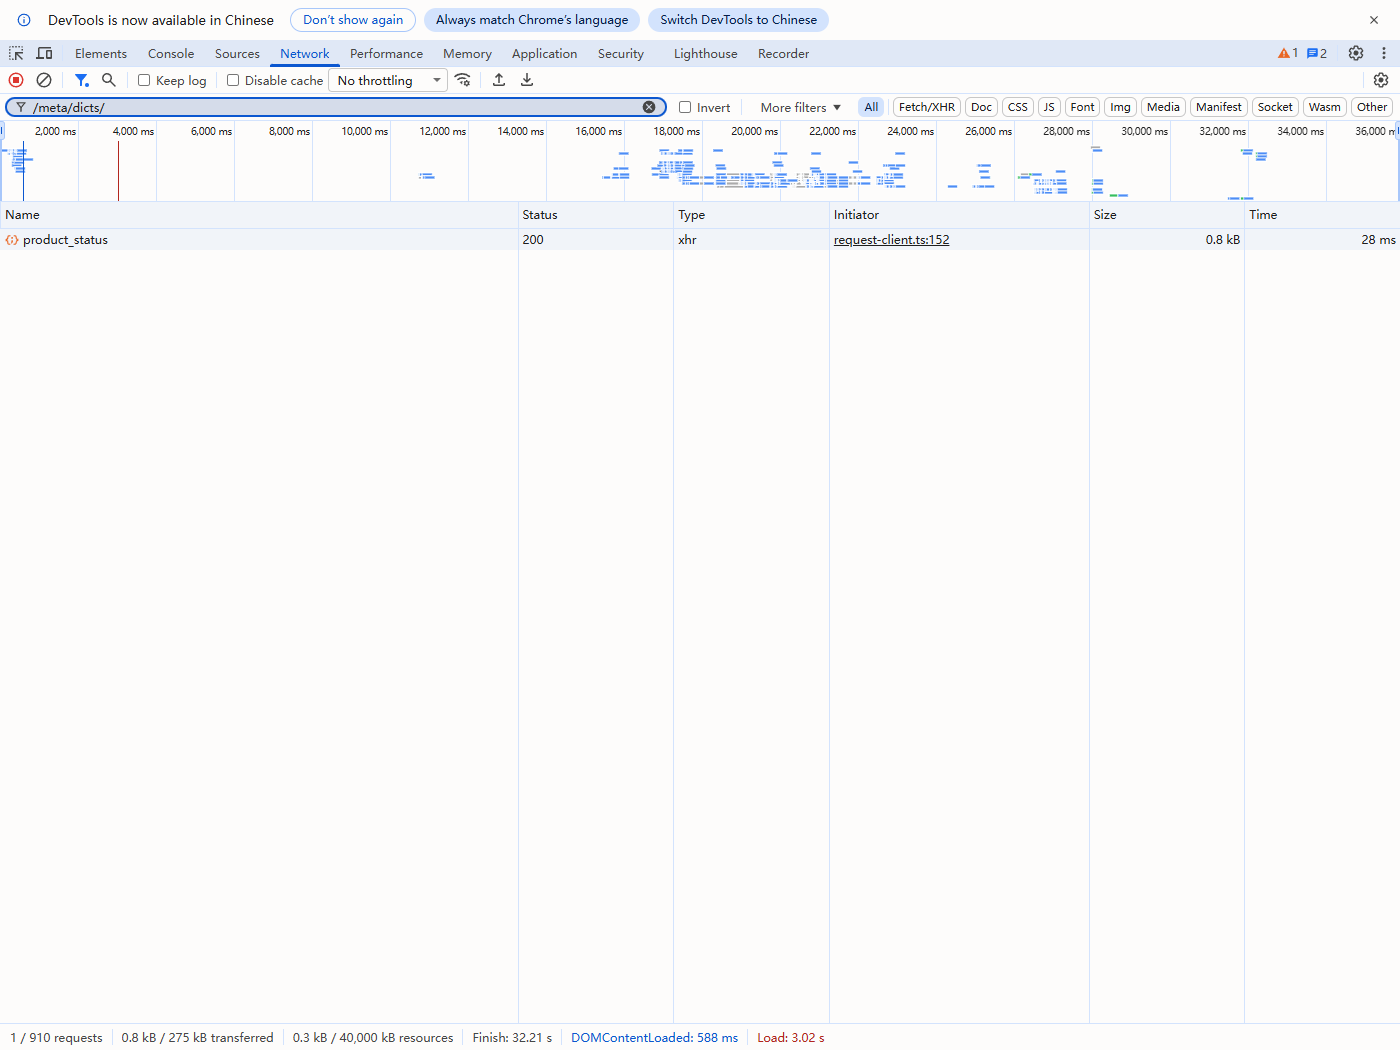 DevTools is now available in Chinese Don't show again Always match Chrome's language Switch DevTools to Chinese
Elements Console Sources Network Performance Memory Application Security Lighthouse Recorder 1 2
Keep log Disable cache No throttling
/meta/dicts/ Invert More filters All Fetch/XHR Doc CSS JS Font Img Media Manifest Socket Wasm Other
2,000 ms 4,000 ms 6,000 ms 8,000 ms 10,000 ms 12,000 ms 14,000 ms 16,000 ms 18,000 ms 20,000 ms 22,000 ms 24,000 ms 26,000 ms 28,000 ms 30,000 ms 32,000 ms 34,000 ms 36,000 m
Name Status Type Initiator Size Time
product_status 200 xhr request-client.ts:152 0.8 kB 28 ms
1 / 910 requests 0.8 kB / 275 kB transferred 0.3 kB / 40,000 kB resources Finish: 32.21 s DOMContentLoaded: 588 ms Load: 3.02 s